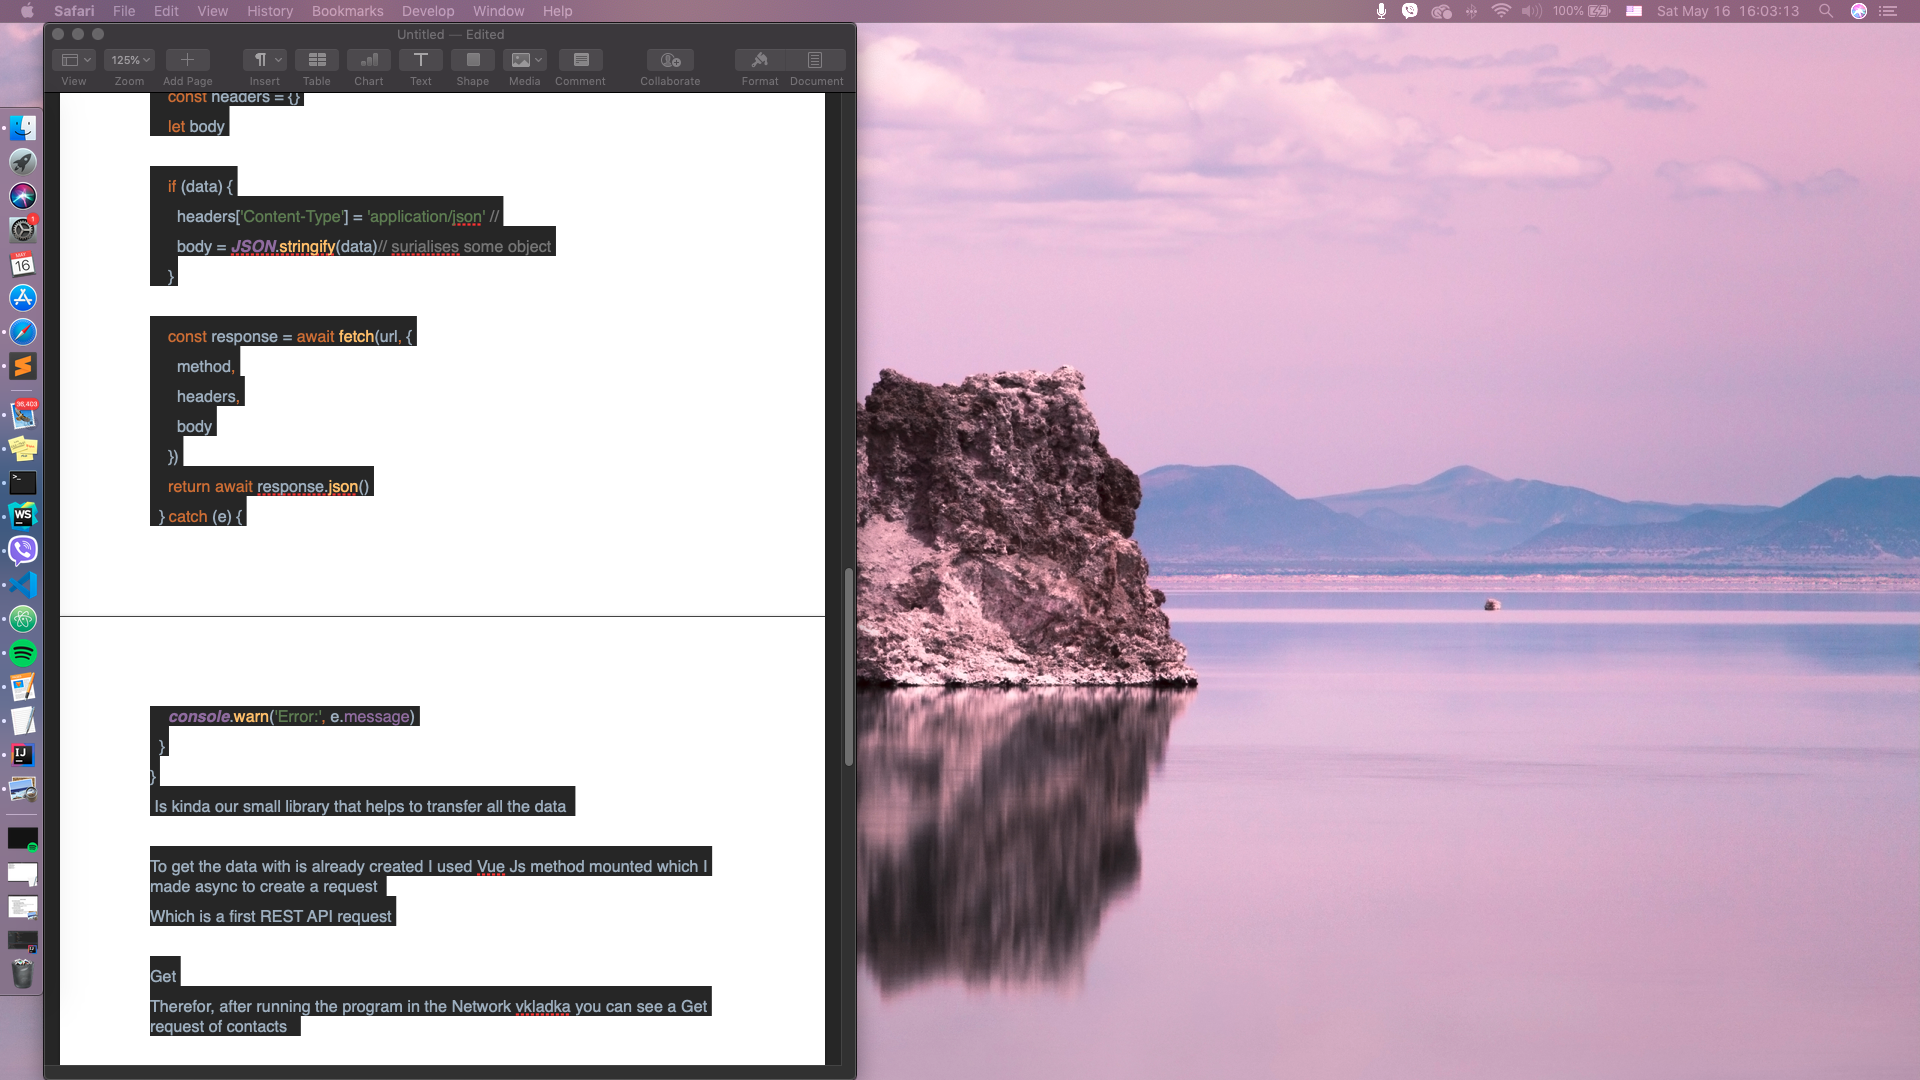 Safari File Edit View History Bookmarks Develop Window Help
100% Sat May 16 16:03:13
Untitled — Edited
125%
View Zoom Add Page Insert Table Chart Text Shape Media Comment Collaborate Format Document
const headers = {}
let body
if (data) {
headers['Content-Type'] = 'application/json' //
body = JSON.stringify(data)// surialises some object
}
const response = await fetch(url, {
method,
headers,
body
})
return await response.json()
} catch (e) {
console.warn('Error:', e.message)
}
}
Is kinda our small library that helps to transfer all the data
To get the data with is already created I used Vue Js method mounted which I
made async to create a request
Which is a first REST API request
Get
Therefor, after running the program in the Network vkladka you can see a Get
request of contacts
1
MAY
16
36,403
WS
IJ